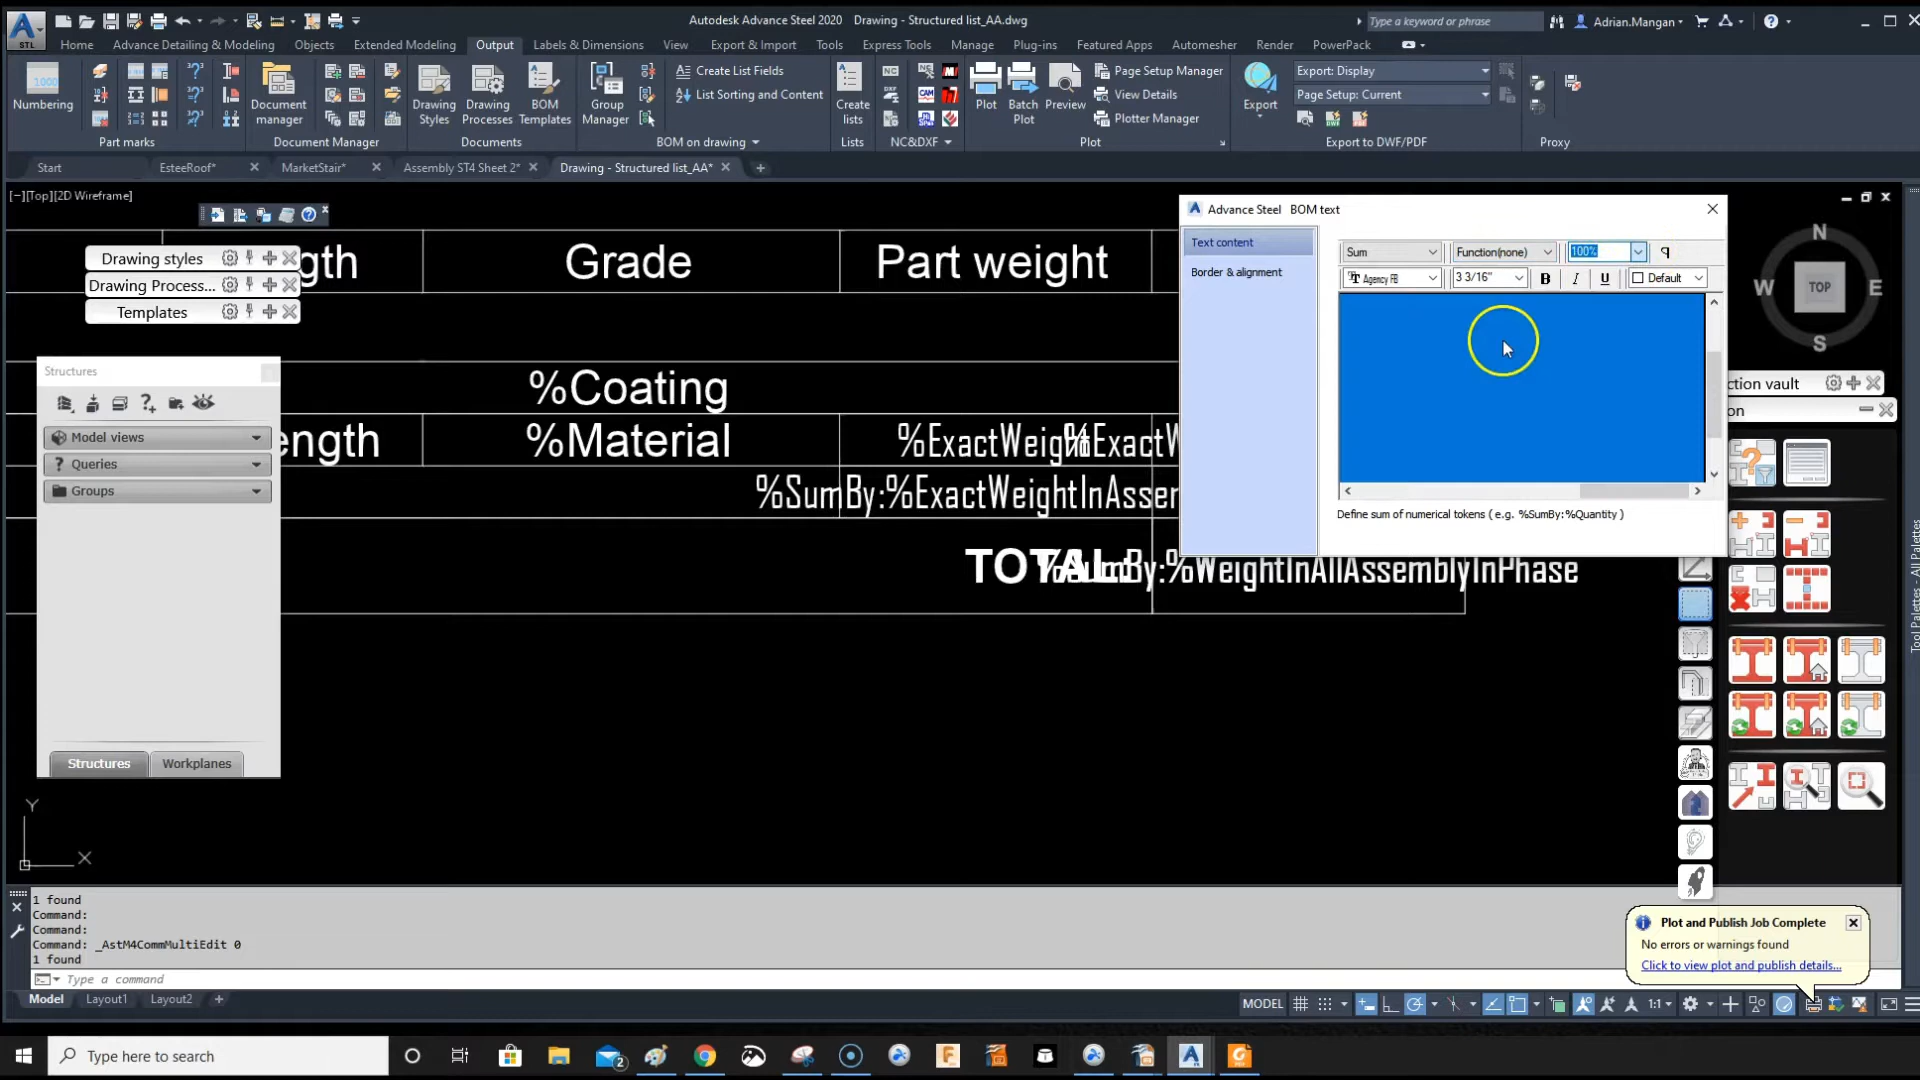 Autodesk Advance Steel 2020 Drawing - Structured list_AA.dwg
Type a keyword or phrase
Adrian.Mangan
STL
Home Advance Detailing & Modeling Objects Extended Modeling Output Labels & Dimensions View Export & Import Tools Express Tools Manage Plug-ins Featured Apps Automesher Render PowerPack
Numbering
Document manager
Drawing Styles
Drawing Processes
BOM Templates
Group Manager
Create List Fields
List Sorting and Content
Create lists
Plot
Batch Plot
Preview
Page Setup Manager
View Details
Plotter Manager
Export
Export: Display
Page Setup: Current
Part marks Document Manager Documents BOM on drawing Lists NC&DXF Plot Export to DWF/PDF Proxy
Start EsteeRoof* MarketStair* Assembly ST4 Sheet 2* Drawing - Structured list_AA*
[−][Top][2D Wireframe]
Drawing styles
Drawing Process...
Templates
gth Grade Part weight
%Coating
ength %Material
%SumBy:%ExactWeightInAsser
TOTAL
By:%WeightInAllAssemblyInPhase
Structures
Model views
Queries
Groups
Structures Workplanes
Advance Steel BOM text
Text content
Border & alignment
Sum Function(none) 100%
Agency FB 3 3/16" B I U Default
Define sum of numerical tokens ( e.g. %SumBy:%Quantity )
N
W TOP E
S
ction vault
on
Tool Palettes - All Palettes
Y
X
1 found
Command:
Command:
Command: _AstM4CommMultiEdit 0
1 found
Type a command
Model Layout1 Layout2
MODEL 1:1
Plot and Publish Job Complete
No errors or warnings found
Click to view plot and publish details...
Type here to search